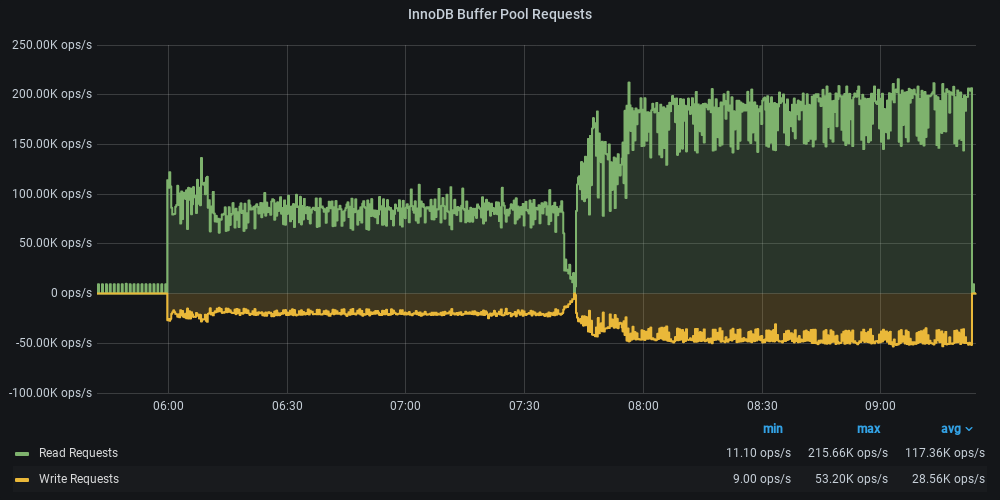 InnoDB Buffer Pool Requests
250.00K ops/s
200.00K ops/s
150.00K ops/s
100.00K ops/s
50.00K ops/s
0 ops/s
-50.00K ops/s
-100.00K ops/s
06:00 06:30 07:00 07:30 08:00 08:30 09:00
min max avg
Read Requests 11.10 ops/s 215.66K ops/s 117.36K ops/s
Write Requests 9.00 ops/s 53.20K ops/s 28.56K ops/s